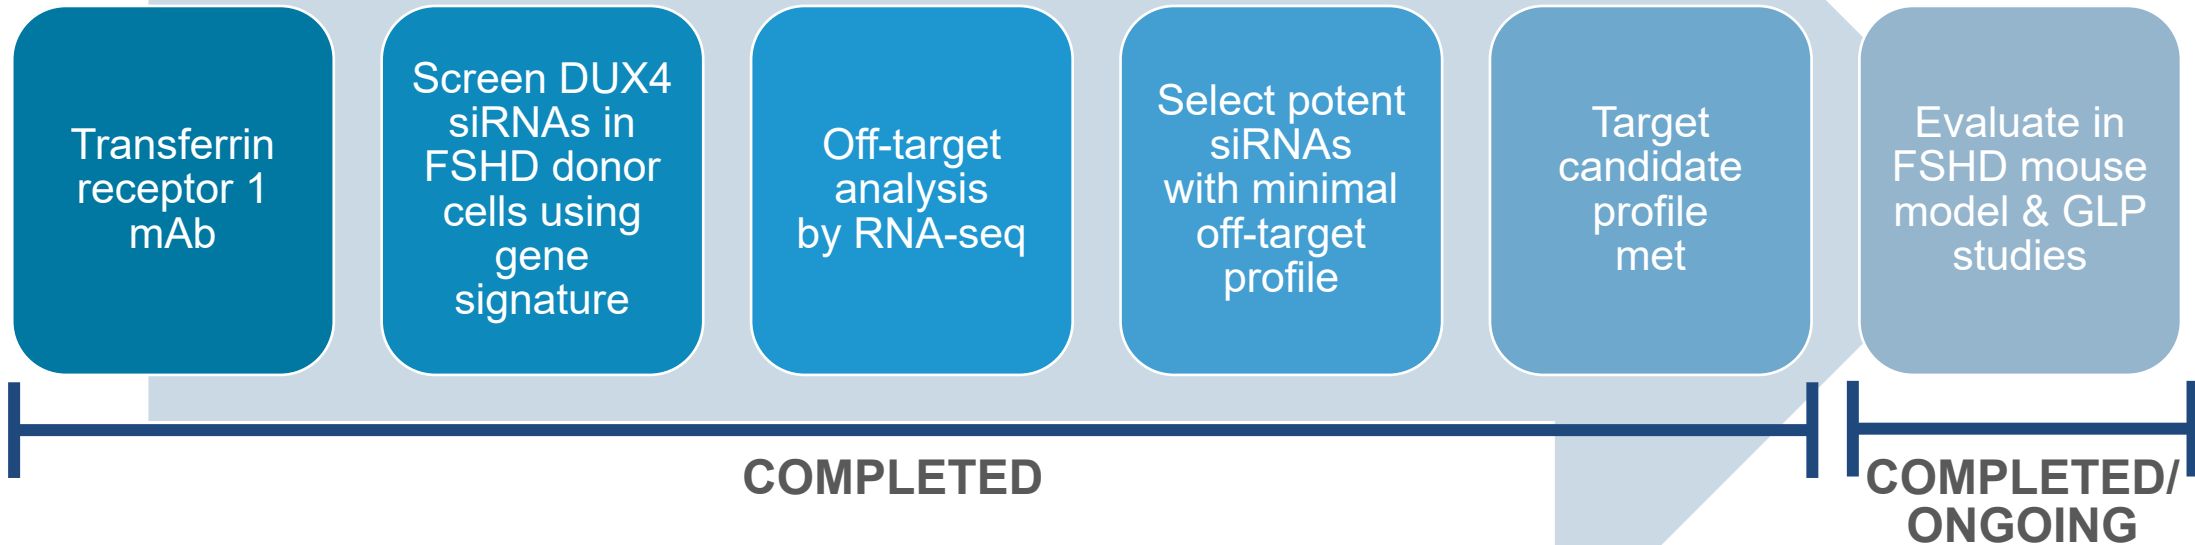 Transferrin
receptor 1
mAb
Screen DUX4
siRNAs in
FSHD donor
cells using
gene
signature
Off-target
analysis
by RNA-seq
Select potent
siRNAs
with minimal
off-target
profile
Target
candidate
profile
met
Evaluate in
FSHD mouse
model & GLP
studies
COMPLETED
COMPLETED/
ONGOING